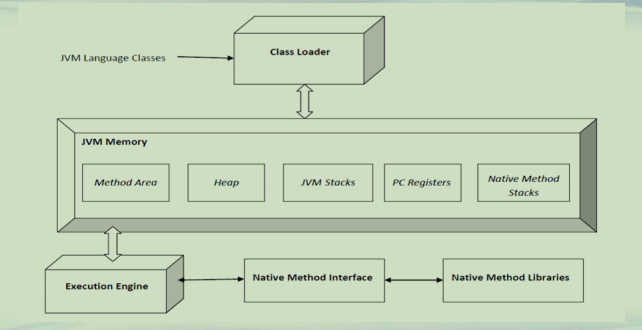 Class Loader
JVM Language Classes
JVM Memory
Method Area
Heap
JVM Stacks
PC Registers
Native Method
Stacks
Execution Engine
Native Method Interface
Native Method Libraries